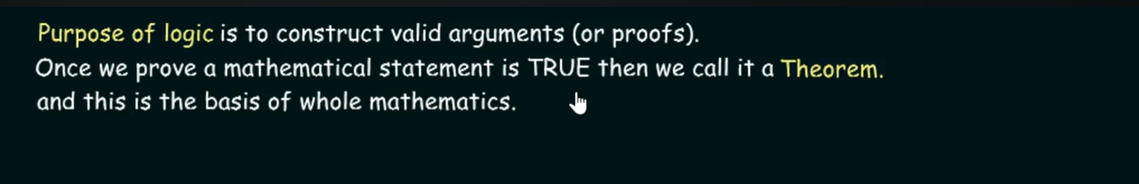 Purpose of logic is to construct valid arguments (or proofs).
Once we prove a mathematical statement is TRUE then we call it a Theorem.
and this is the basis of whole mathematics.